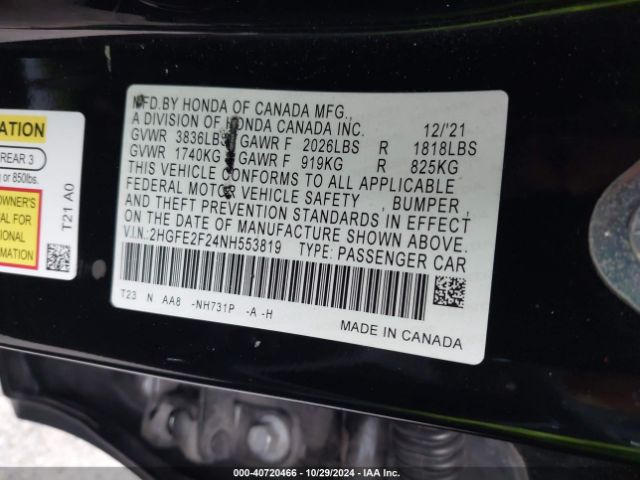 ATION
REAR 3
g or 850lbs.
OWNER'S
AL FOR
IONAL
MATION
T21 A0
MFD.BY HONDA OF CANADA MFG.,
A DIVISION OF HONDA CANADA INC. 12/'21
GVWR 3836LBS GAWR F 2026LBS R 1818LBS
GVWR 1740KG GAWR F 919KG R 825KG
THIS VEHICLE CONFORMS TO ALL APPLICABLE
FEDERAL MOTOR VEHICLE SAFETY , BUMPER ,
AND THEFT PREVENTION STANDARDS IN EFFECT
ON THE DATE OF MANUFACTURE SHOWN ABOVE.
V.I.N:2HGFE2F24NH553819 TYPE: PASSENGER CAR
T23 N AA8 -NH731P -A -H
MADE IN CANADA
000-40720466 - 10/29/2024 - IAA Inc.